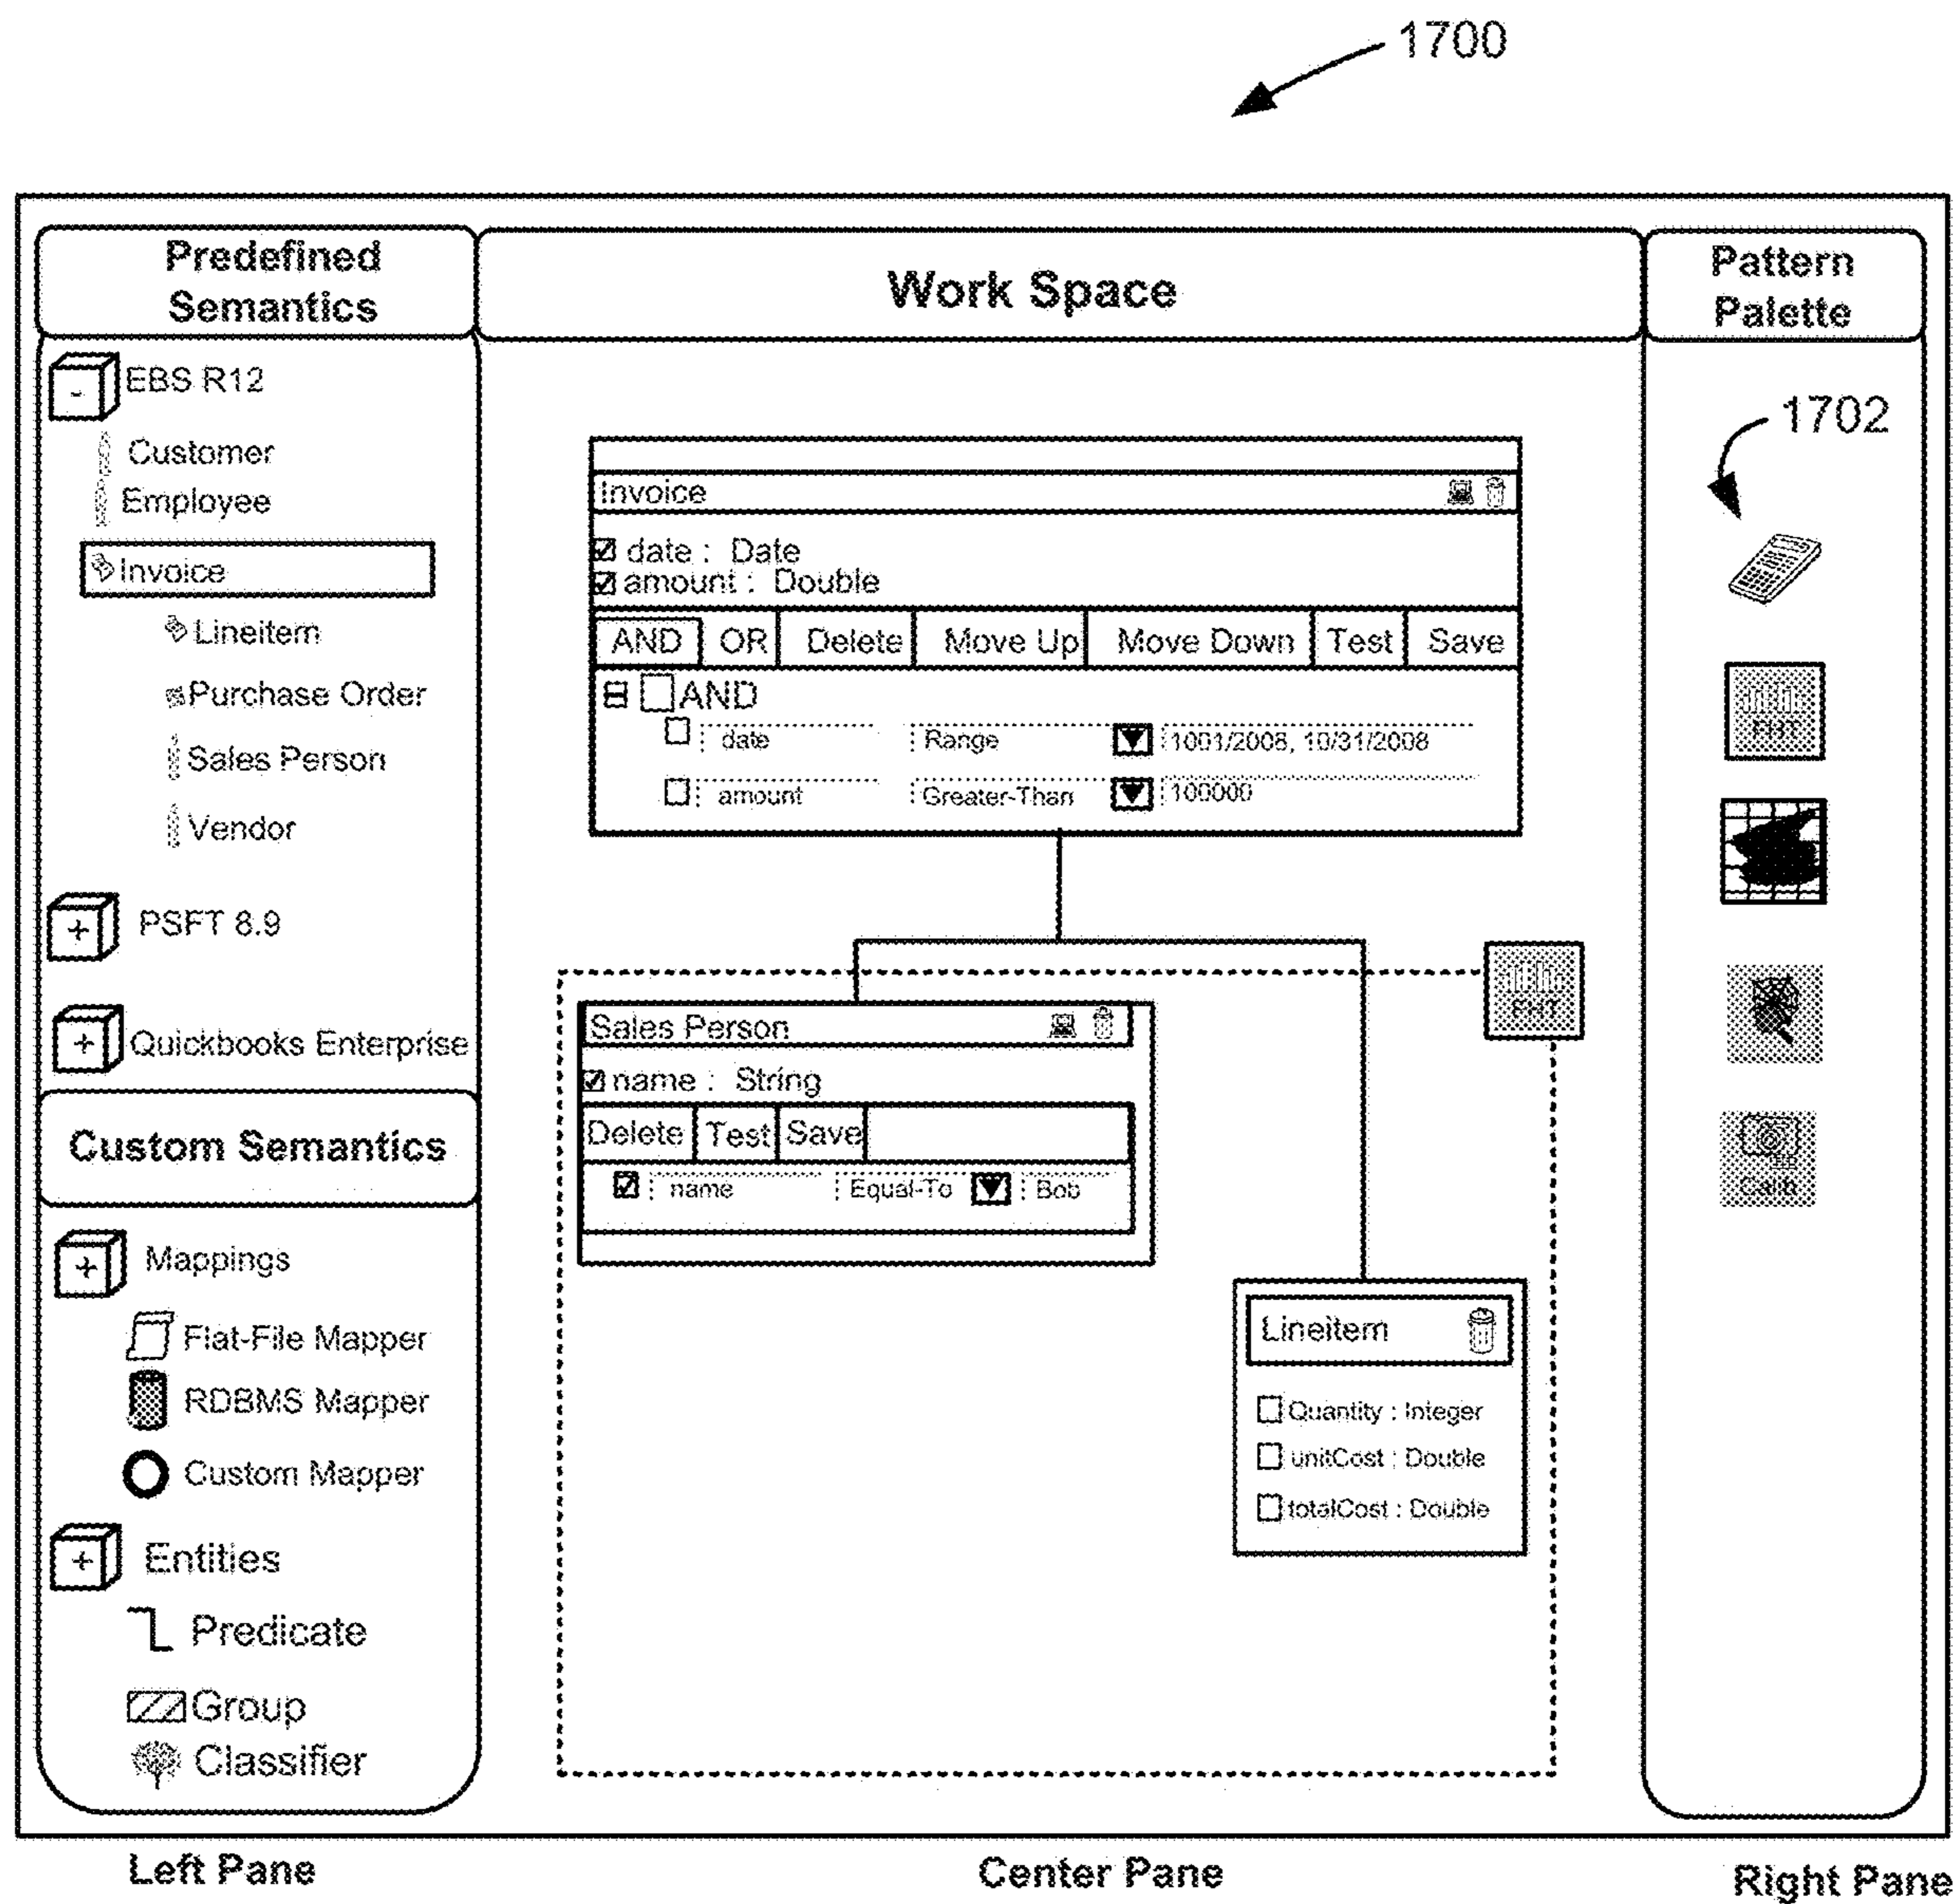 1700
Predefined
Semantics
Work Space
Pattern
Palette
EBS R12
Customer
Employee
Invoice
Lineitem
Purchase Order
Sales Person
Vendor
PSFT 8.9
Quickbooks Enterprise
Custom Semantics
Mappings
Flat-File Mapper
RDBMS Mapper
Custom Mapper
Entities
Predicate
Group
Classifier
Invoice
date : Date
amount : Double
AND OR Delete Move Up Move Down Test Save
AND
date Range 1001/2008, 10/31/2008
amount Greater-Than 100000
Sales Person
name : String
Delete Test Save
name Equal-To Bob
Lineitem
Quantity : Integer
unitCost : Double
totalCost : Double
1702
Left Pane
Center Pane
Right Pane